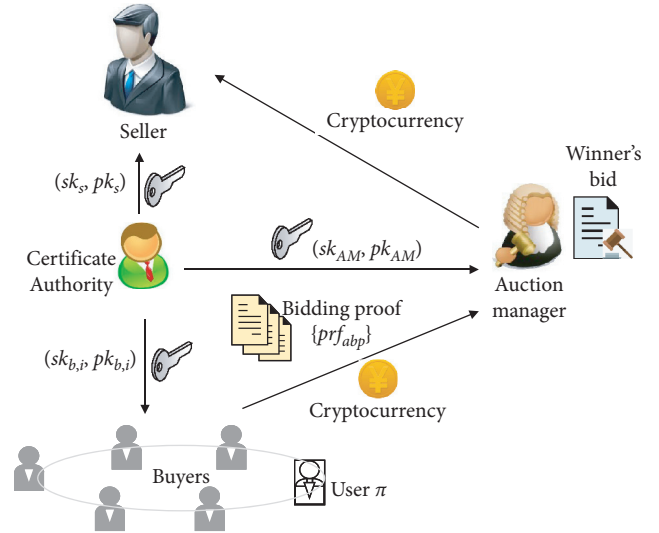 Seller
Cryptocurrency
Winner's
bid
(sk_s, pk_s)
(sk_AM, pk_AM)
Certificate
Authority
Auction
manager
Bidding proof
{prf_abp}
(sk_b,i, pk_b,i)
Cryptocurrency
Buyers
User π